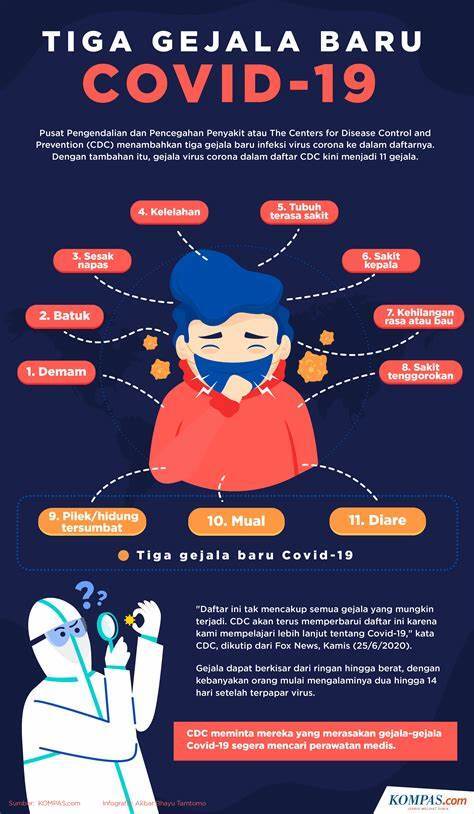 TIGA GEJALA BARU
COVID-19
Pusat Pengendalian dan Pencegahan Penyakit atau The Centers for Disease Control and
Prevention (CDC) menambahkan tiga gejala baru infeksi virus corona ke dalam daftarnya.
Dengan tambahan itu, gejala virus corona dalam daftar CDC kini menjadi 11 gejala.
4. Kelelahan
5. Tubuh
terasa sakit
3. Sesak
napas
6. Sakit
kepala
2. Batuk
7. Kehilangan
rasa atau bau
1. Demam
8. Sakit
tenggorokan
9. Pilek/hidung
tersumbat
10. Mual
11. Diare
Tiga gejala baru Covid-19
??
"Daftar ini tak mencakup semua gejala yang mungkin
terjadi. CDC akan terus memperbarui daftar ini karena
kami mempelajari lebih lanjut tentang Covid-19," kata
CDC, dikutip dari Fox News, Kamis (25/6/2020).
Gejala dapat berkisar dari ringan hingga berat, dengan
kebanyakan orang mulai mengalaminya dua hingga 14
hari setelah terpapar virus.
CDC meminta mereka yang merasakan gejala-gejala
Covid-19 segera mencari perawatan medis.
Sumber: KOMPAS.com
Infografis: Akbar Bhayu Tamtomo
KOMPAS.com
JERNIH MELIHAT DUNIA